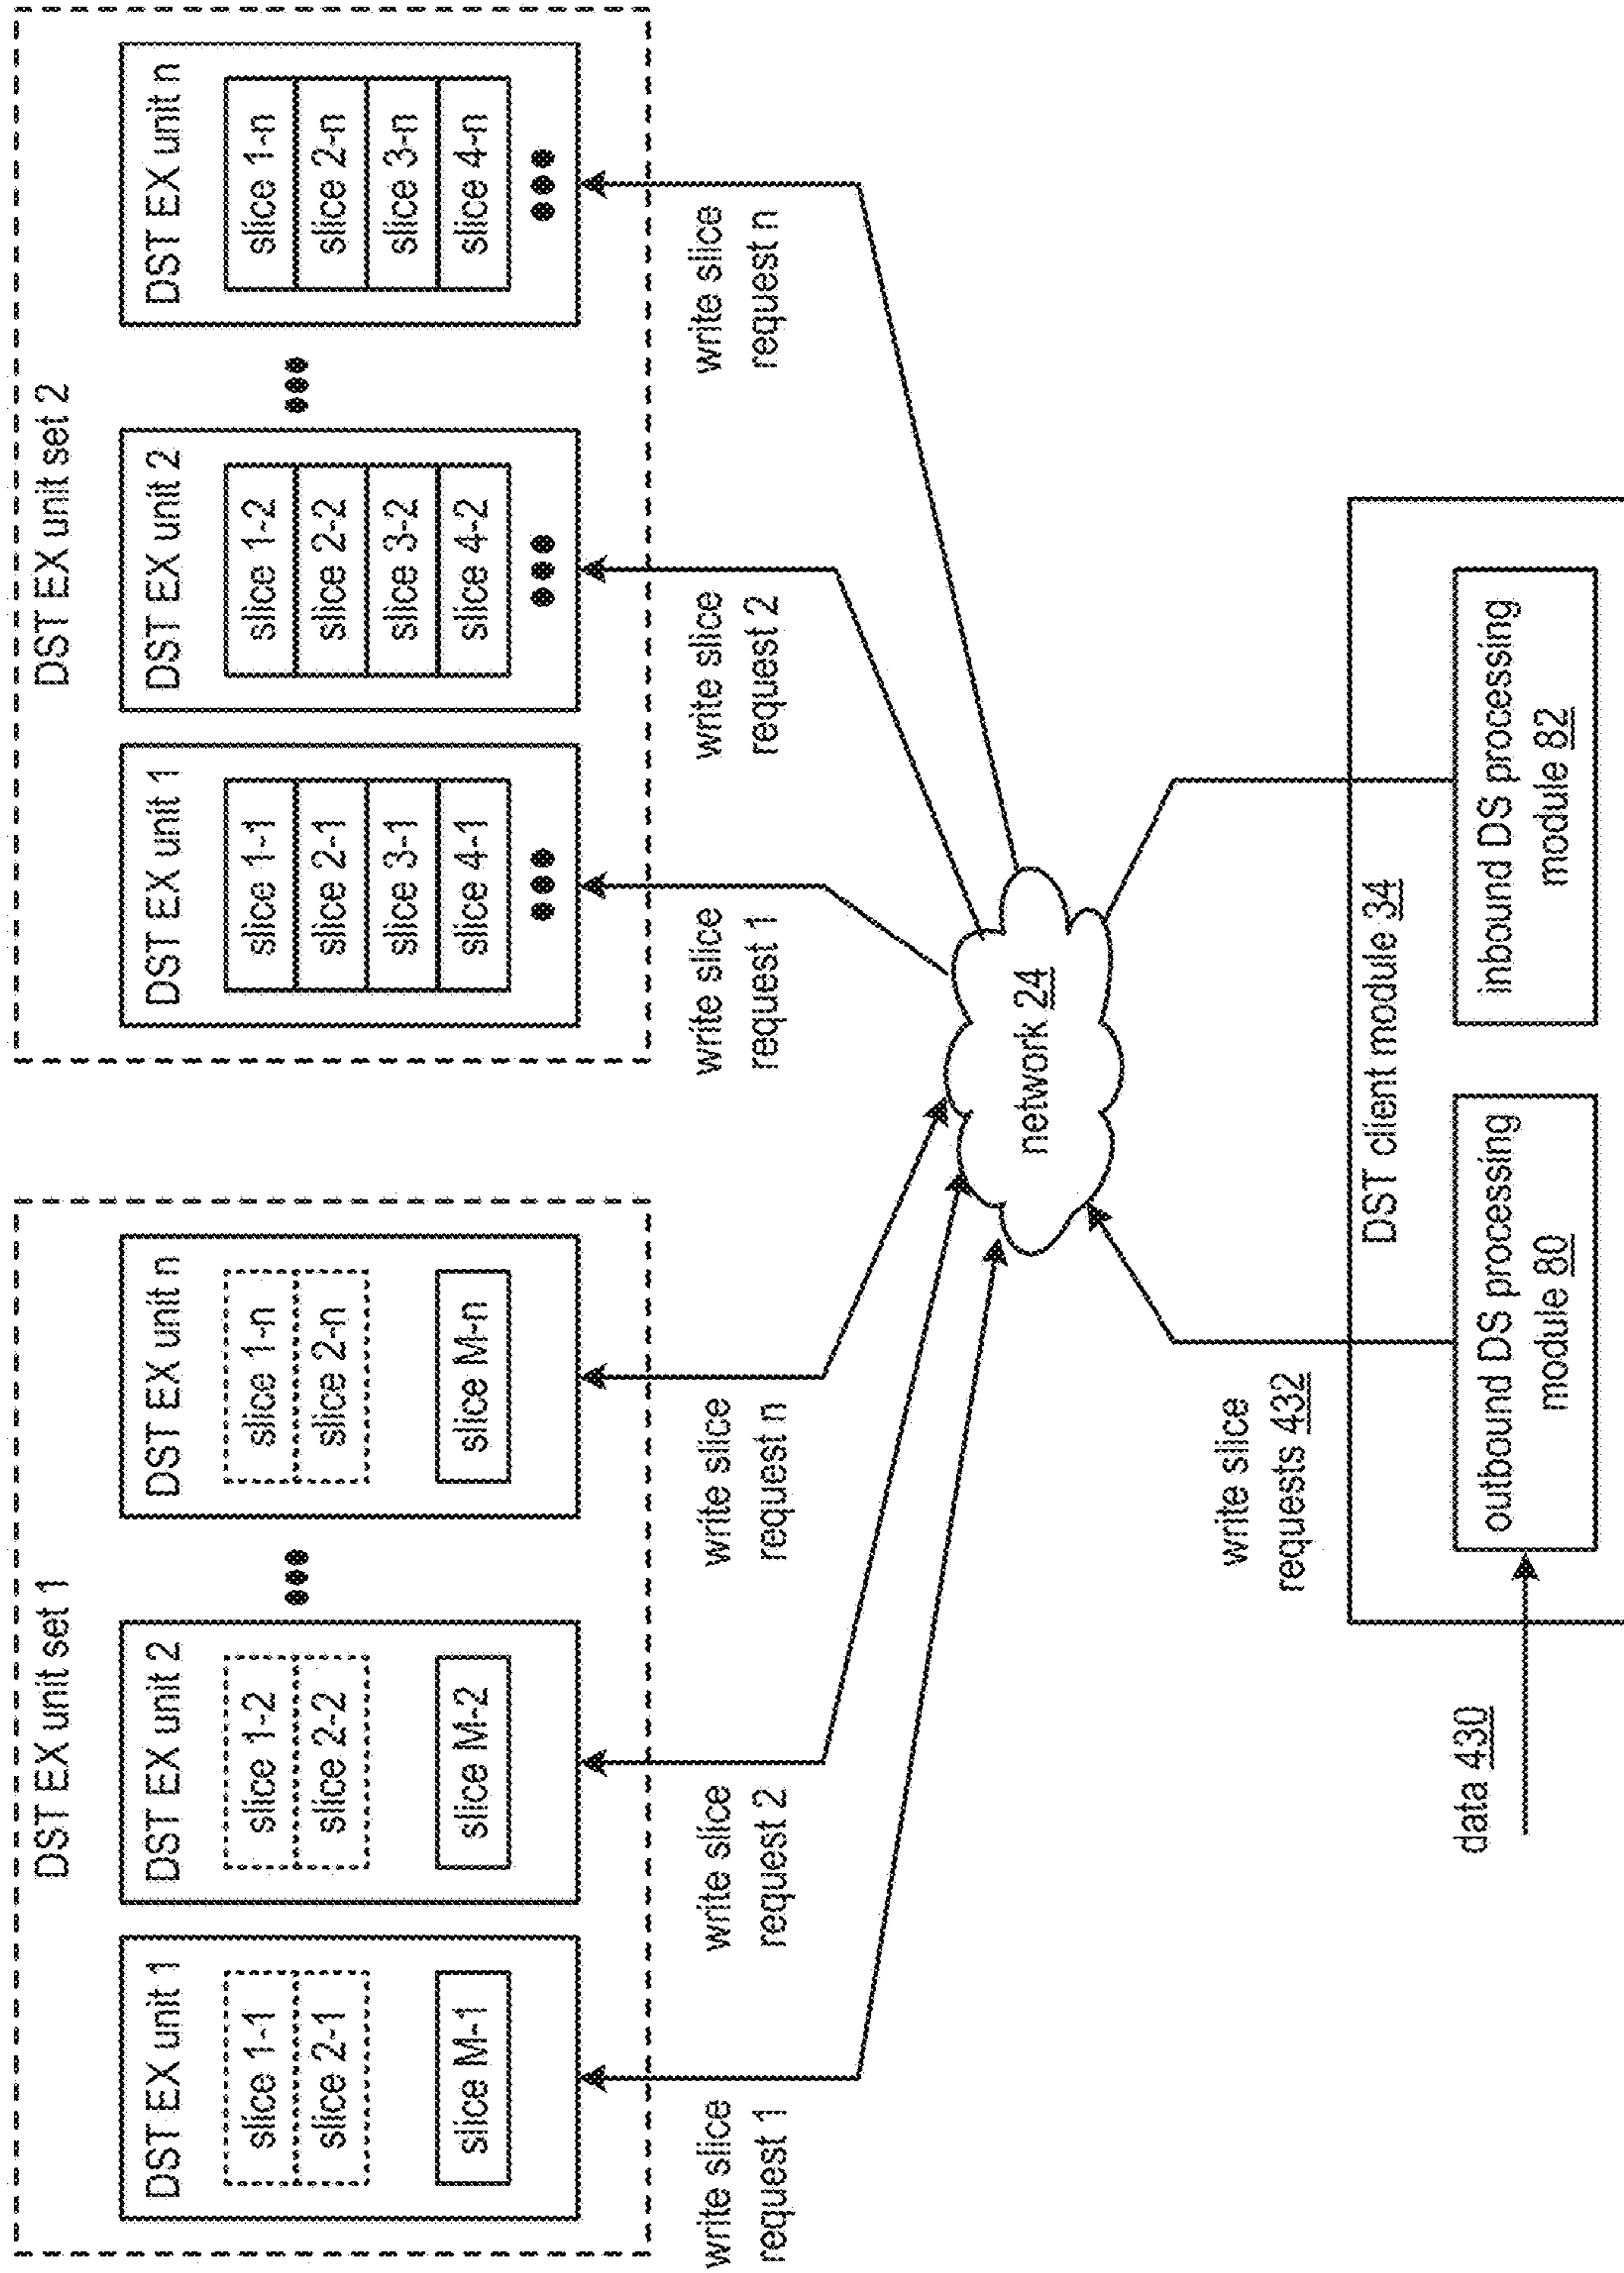 DST EX unit set 1
DST EX unit 1
slice 1-1
slice 2-1
slice M-1
DST EX unit 2
slice 1-2
slice 2-2
slice M-2
DST EX unit n
slice 1-n
slice 2-n
slice M-n
DST EX unit set 2
DST EX unit 1
slice 1-1
slice 2-1
slice 3-1
slice 4-1
DST EX unit 2
slice 1-2
slice 2-2
slice 3-2
slice 4-2
DST EX unit n
slice 1-n
slice 2-n
slice 3-n
slice 4-n
write slice
request 1
write slice
request 2
write slice
request n
write slice
request 1
write slice
request 2
write slice
request n
network 24
write slice
requests 432
DST client module 34
data 430
outbound DS processing
module 80
inbound DS processing
module 82